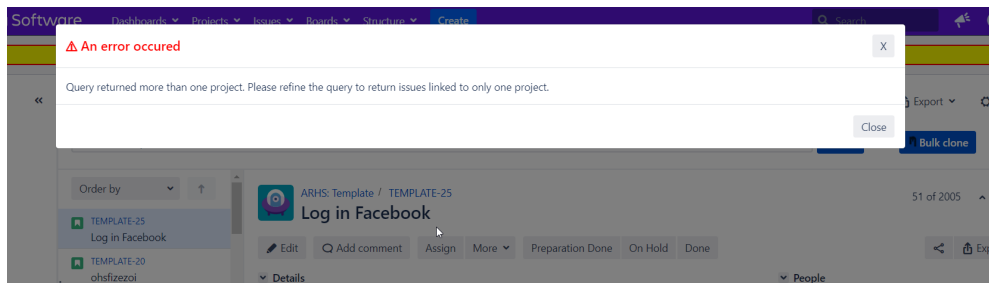 Software Dashboards Projects Issues Boards Structure Create Search
An error occured X
Query returned more than one project. Please refine the query to return issues linked to only one project.
Export
Close
Bulk clone
Order by
ARHS: Template / TEMPLATE-25
51 of 2005
Log in Facebook
TEMPLATE-25
Log in Facebook
Edit Add comment Assign More Preparation Done On Hold Done
TEMPLATE-20
ohsfizezoi
Details People